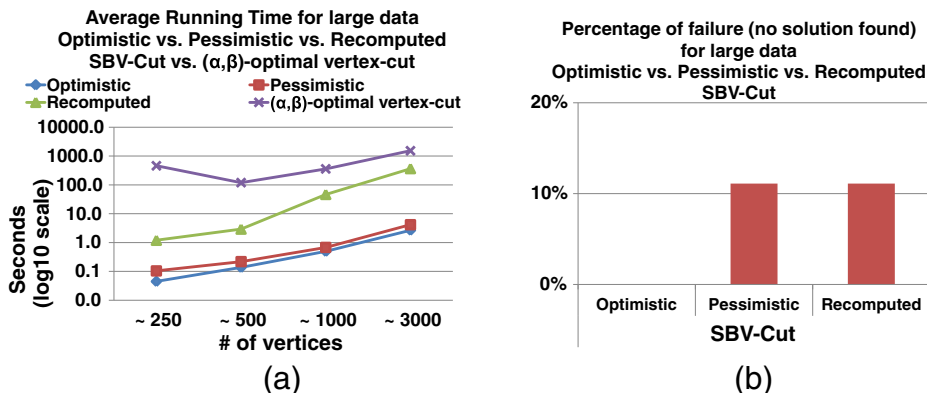 Average Running Time for large data
Optimistic vs. Pessimistic vs. Recomputed
SBV-Cut vs. (α,β)-optimal vertex-cut
Optimistic
Pessimistic
Recomputed
(α,β)-optimal vertex-cut
10000.0
1000.0
100.0
10.0
1.0
0.1
0.0
Seconds
(log10 scale)
~ 250
~ 500
~ 1000
~ 3000
# of vertices
(a)
Percentage of failure (no solution found)
for large data
Optimistic vs. Pessimistic vs. Recomputed
SBV-Cut
20%
10%
0%
Optimistic
Pessimistic
Recomputed
SBV-Cut
(b)